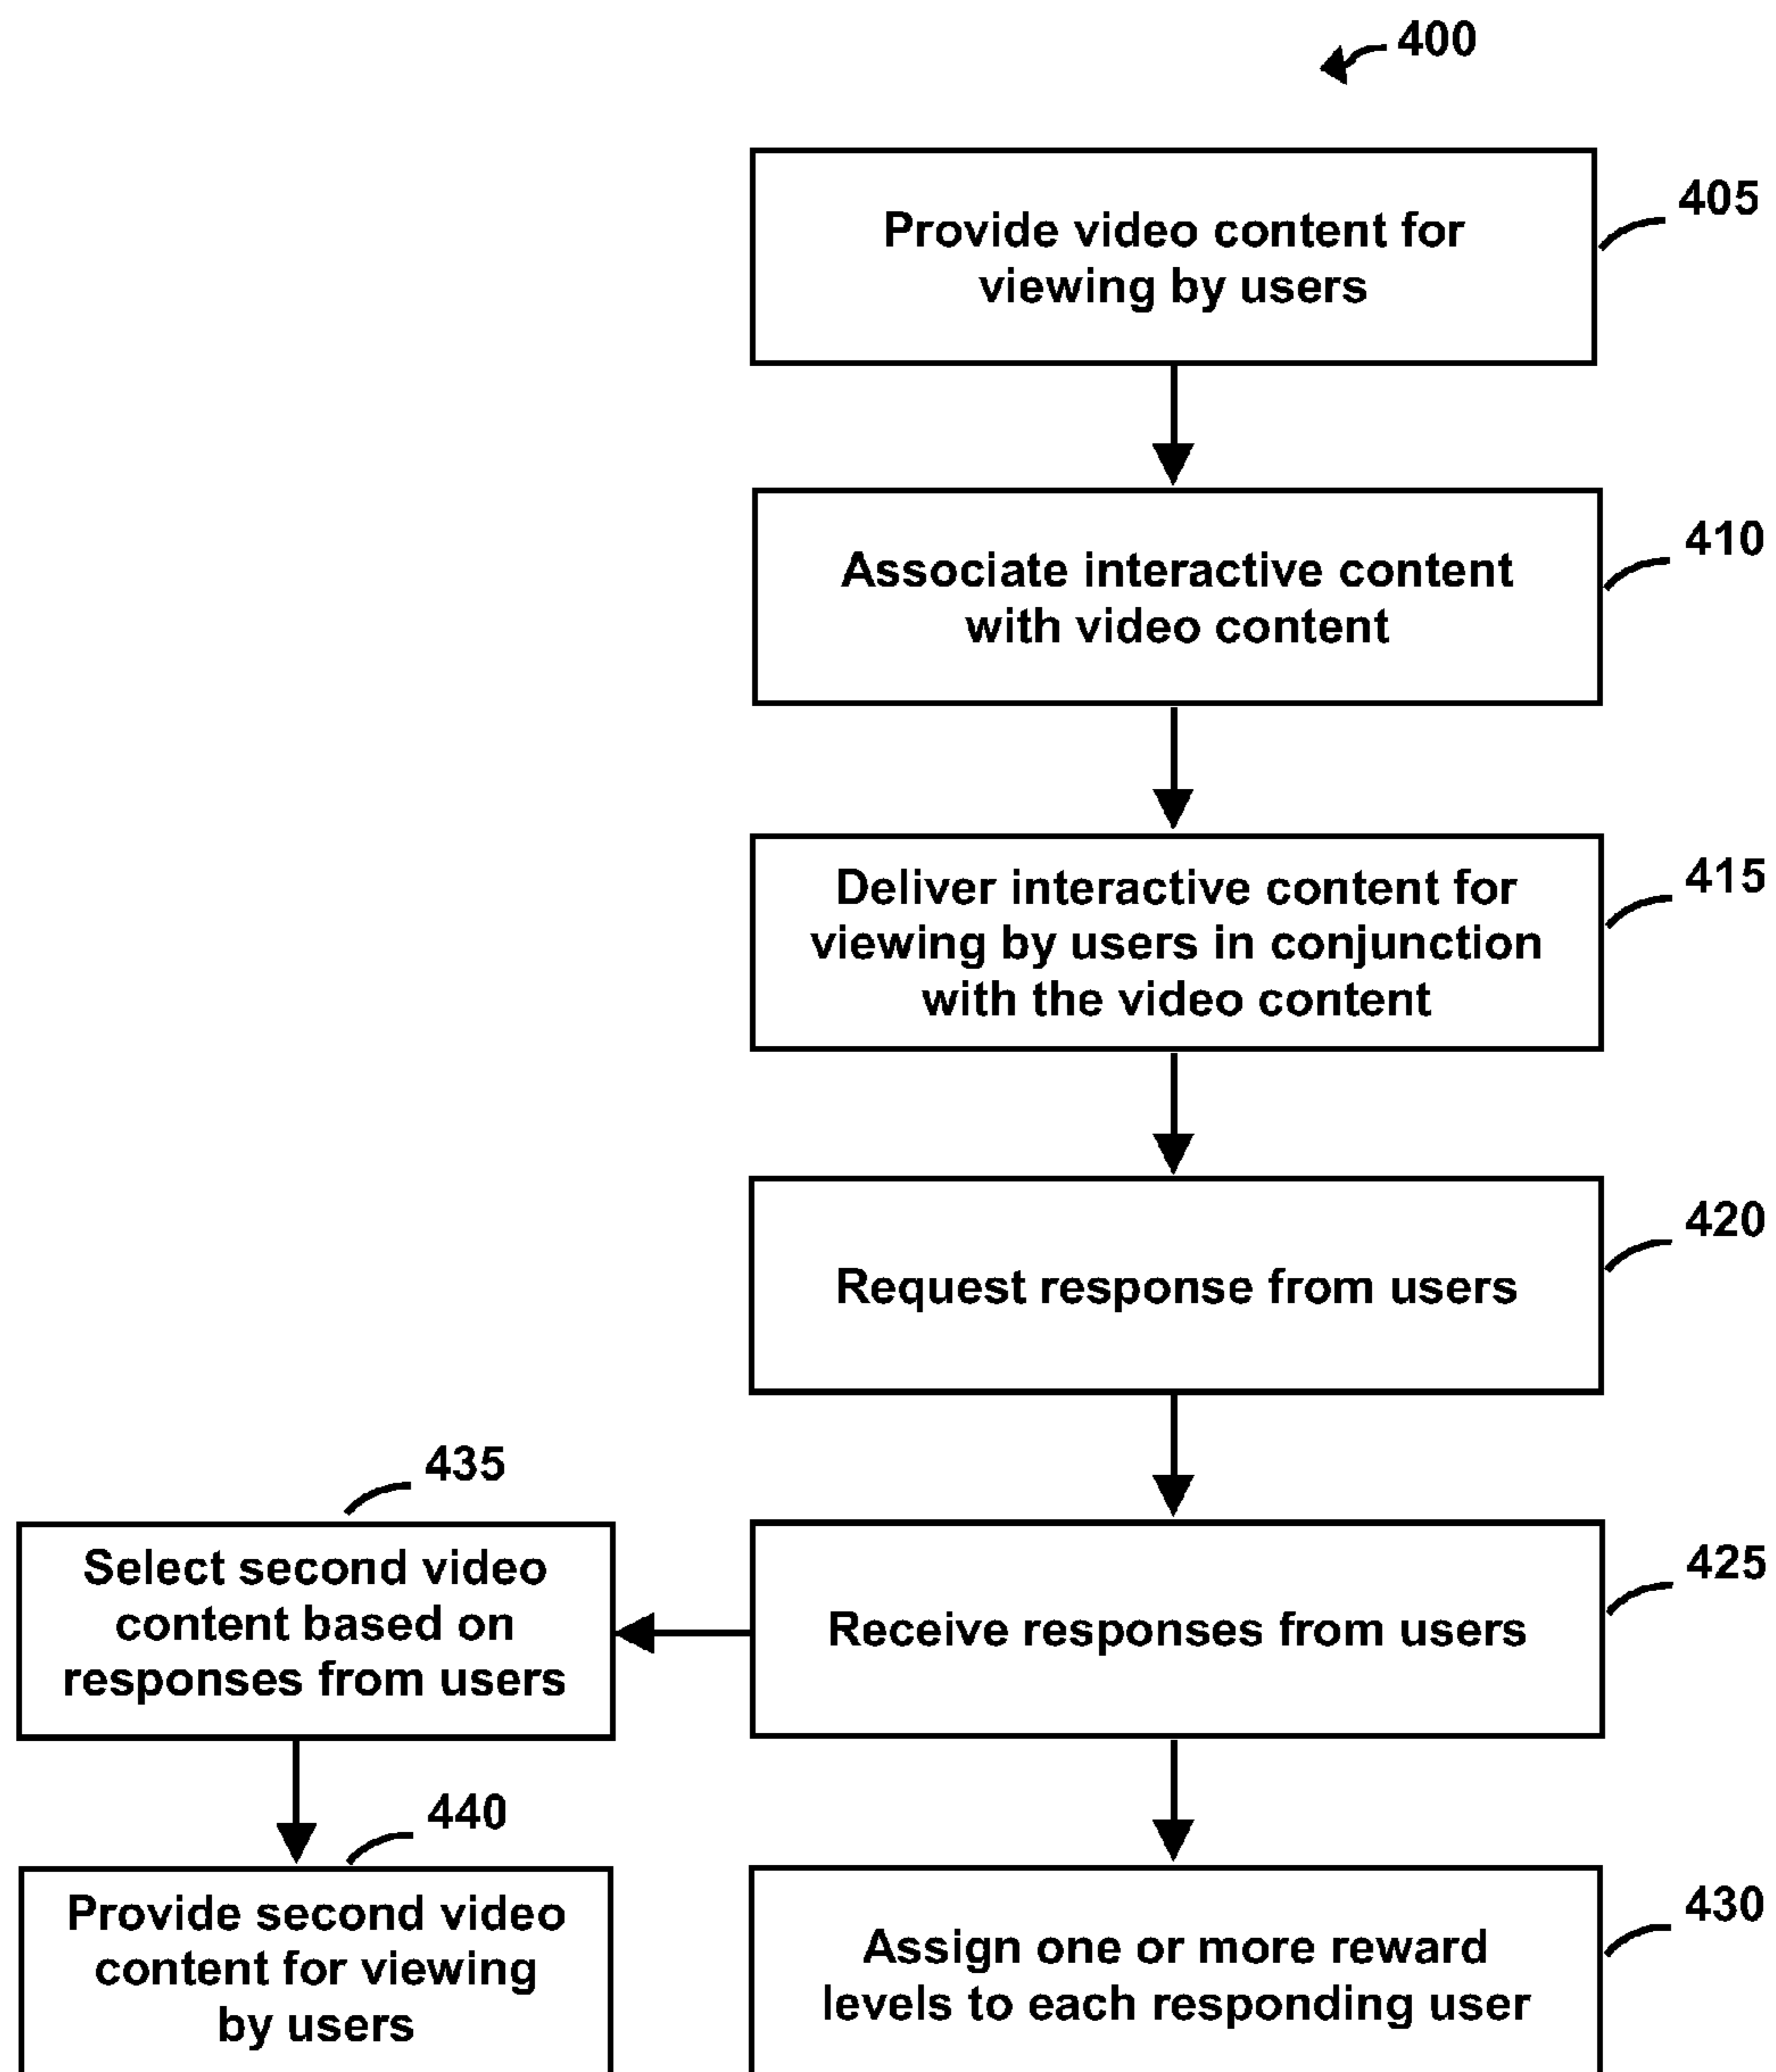 400
405
Provide video content for
viewing by users
410
Associate interactive content
with video content
415
Deliver interactive content for
viewing by users in conjunction
with the video content
420
Request response from users
425
Receive responses from users
435
Select second video
content based on
responses from users
440
Provide second video
content for viewing
by users
430
Assign one or more reward
levels to each responding user